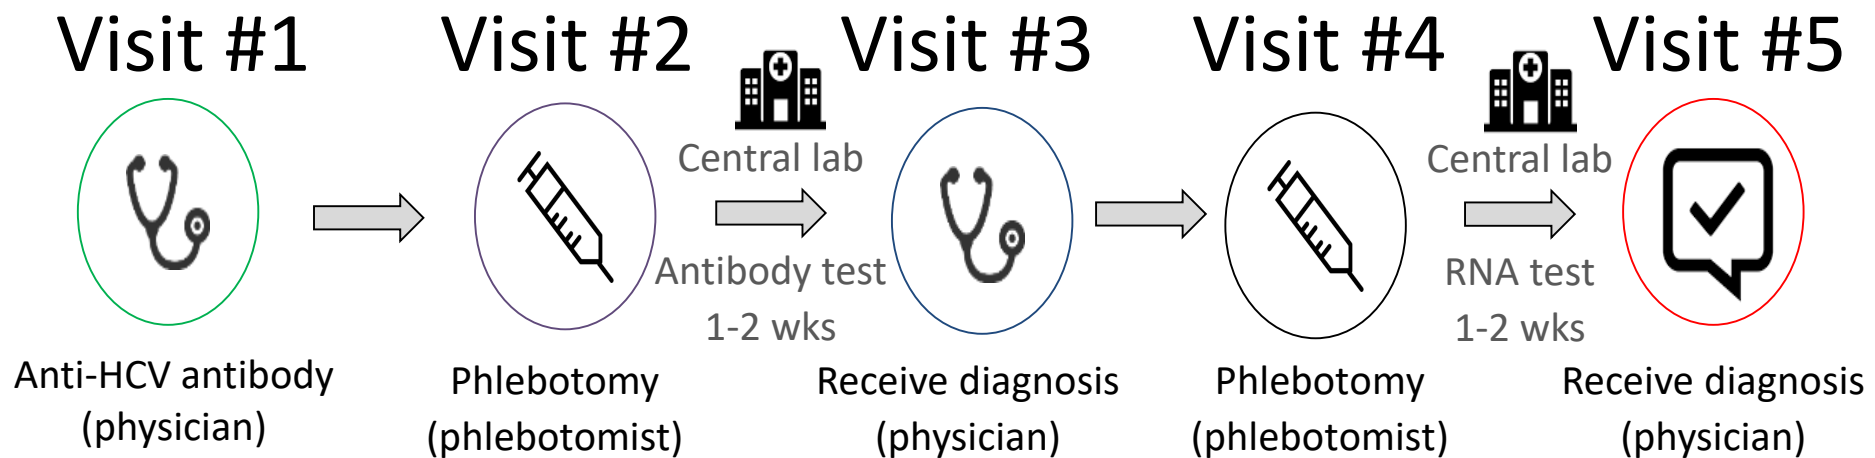 Visit #1
Visit #2
Visit #3
Visit #4
Visit #5
Central lab
Central lab
Antibody test
1-2 wks
RNA test
1-2 wks
Anti-HCV antibody
(physician)
Phlebotomy
(phlebotomist)
Receive diagnosis
(physician)
Phlebotomy
(phlebotomist)
Receive diagnosis
(physician)